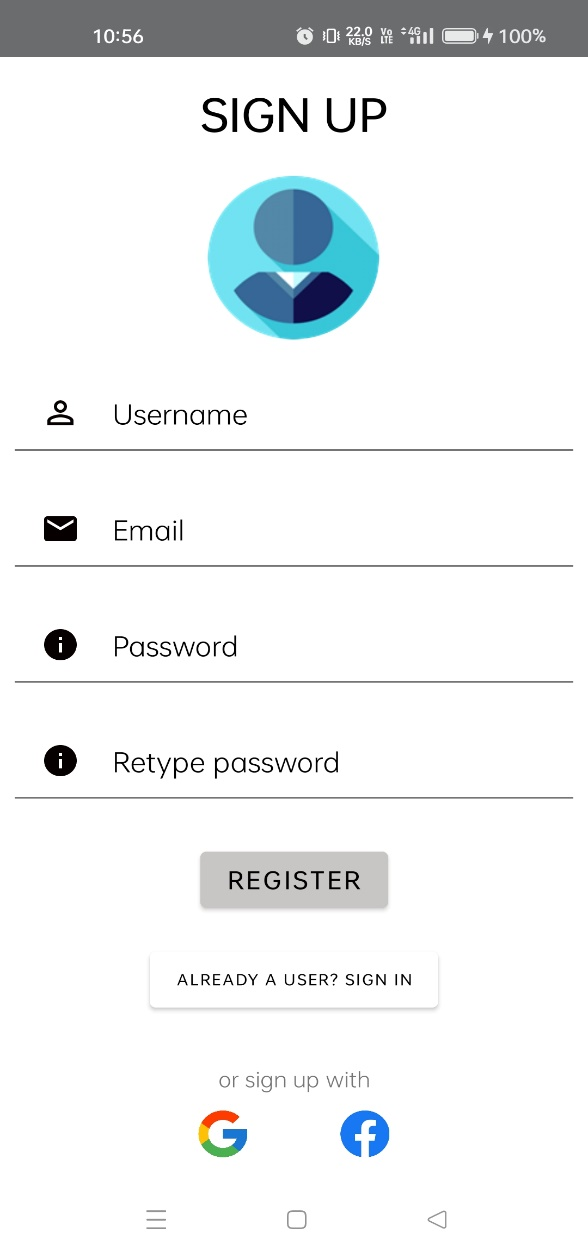 10:56 22.0 KB/S Vo LTE 4G 100%
SIGN UP
Username
Email
Password
Retype password
REGISTER
ALREADY A USER? SIGN IN
or sign up with